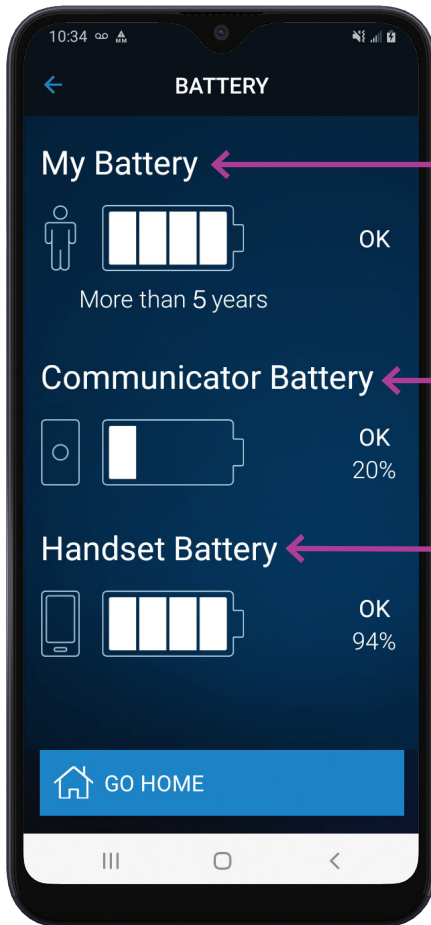 10:34
MM
BATTERY
My Battery
OK
More than 5 years
Communicator Battery
OK
20%
Handset Battery
OK
94%
GO HOME